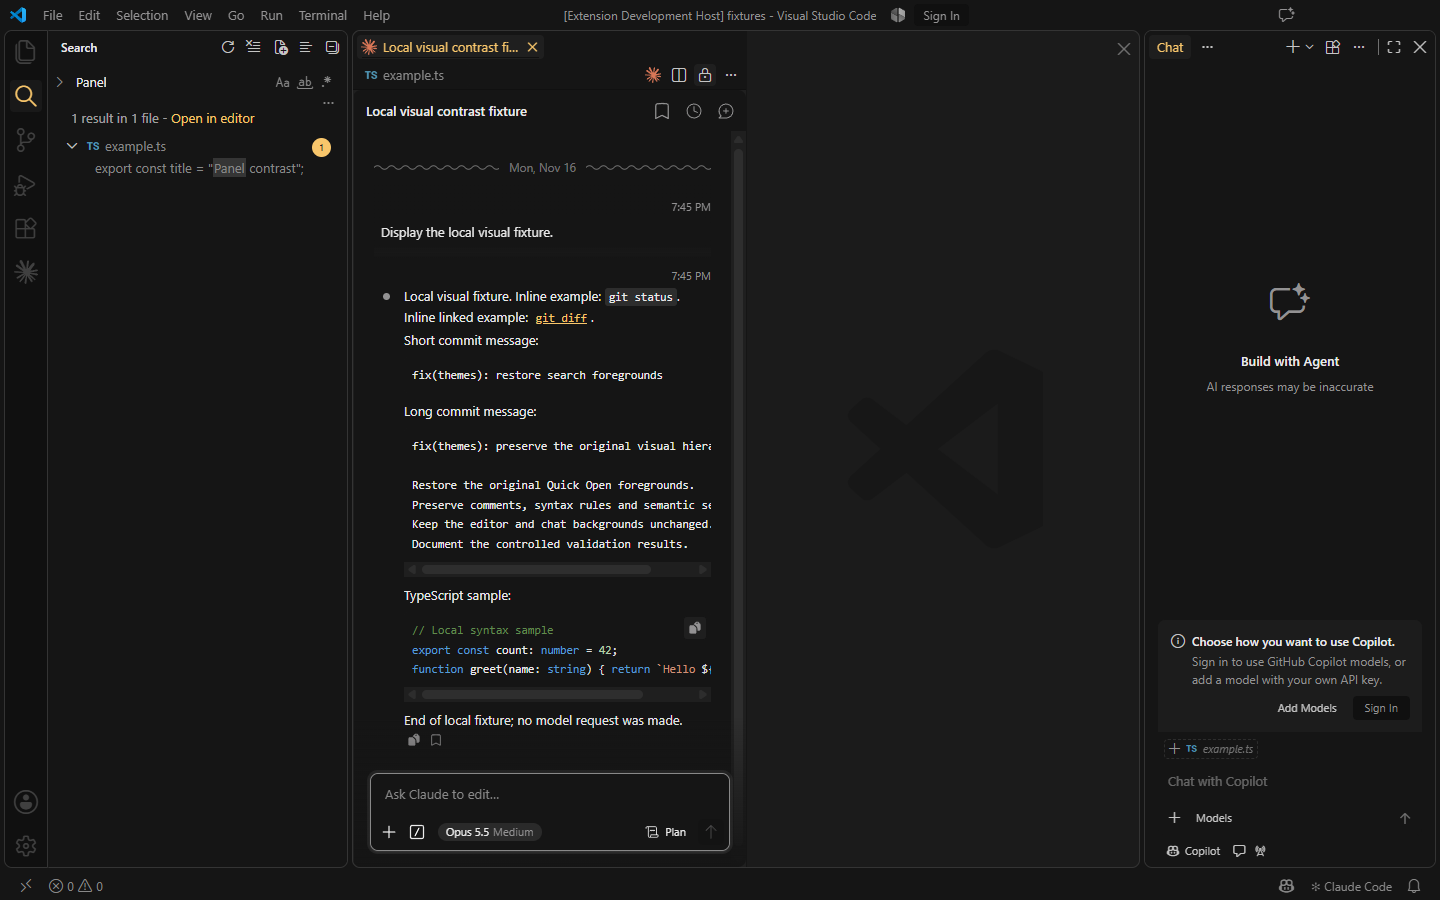 File Edit Selection View Go Run Terminal Help
[Extension Development Host] fixtures - Visual Studio Code
Sign In
Search
Panel
Aa ab .*
1 result in 1 file - Open in editor
TS example.ts
1
export const title = "Panel contrast";
Local visual contrast fi...
TS example.ts
Local visual contrast fixture
Mon, Nov 16
7:45 PM
Display the local visual fixture.
7:45 PM
Local visual fixture. Inline example: git status.
Inline linked example: git diff.
Short commit message:
fix(themes): restore search foregrounds
Long commit message:
fix(themes): preserve the original visual hiera
Restore the original Quick Open foregrounds.
Preserve comments, syntax rules and semantic se
Keep the editor and chat backgrounds unchanged.
Document the controlled validation results.
TypeScript sample:
// Local syntax sample
export const count: number = 42;
function greet(name: string) { return `Hello ${
End of local fixture; no model request was made.
Ask Claude to edit...
Opus 5.5 Medium
Plan
Chat
Build with Agent
AI responses may be inaccurate
Choose how you want to use Copilot.
Sign in to use GitHub Copilot models, or
add a model with your own API key.
Add Models
Sign In
TS example.ts
Chat with Copilot
Models
Copilot
0 0
Claude Code